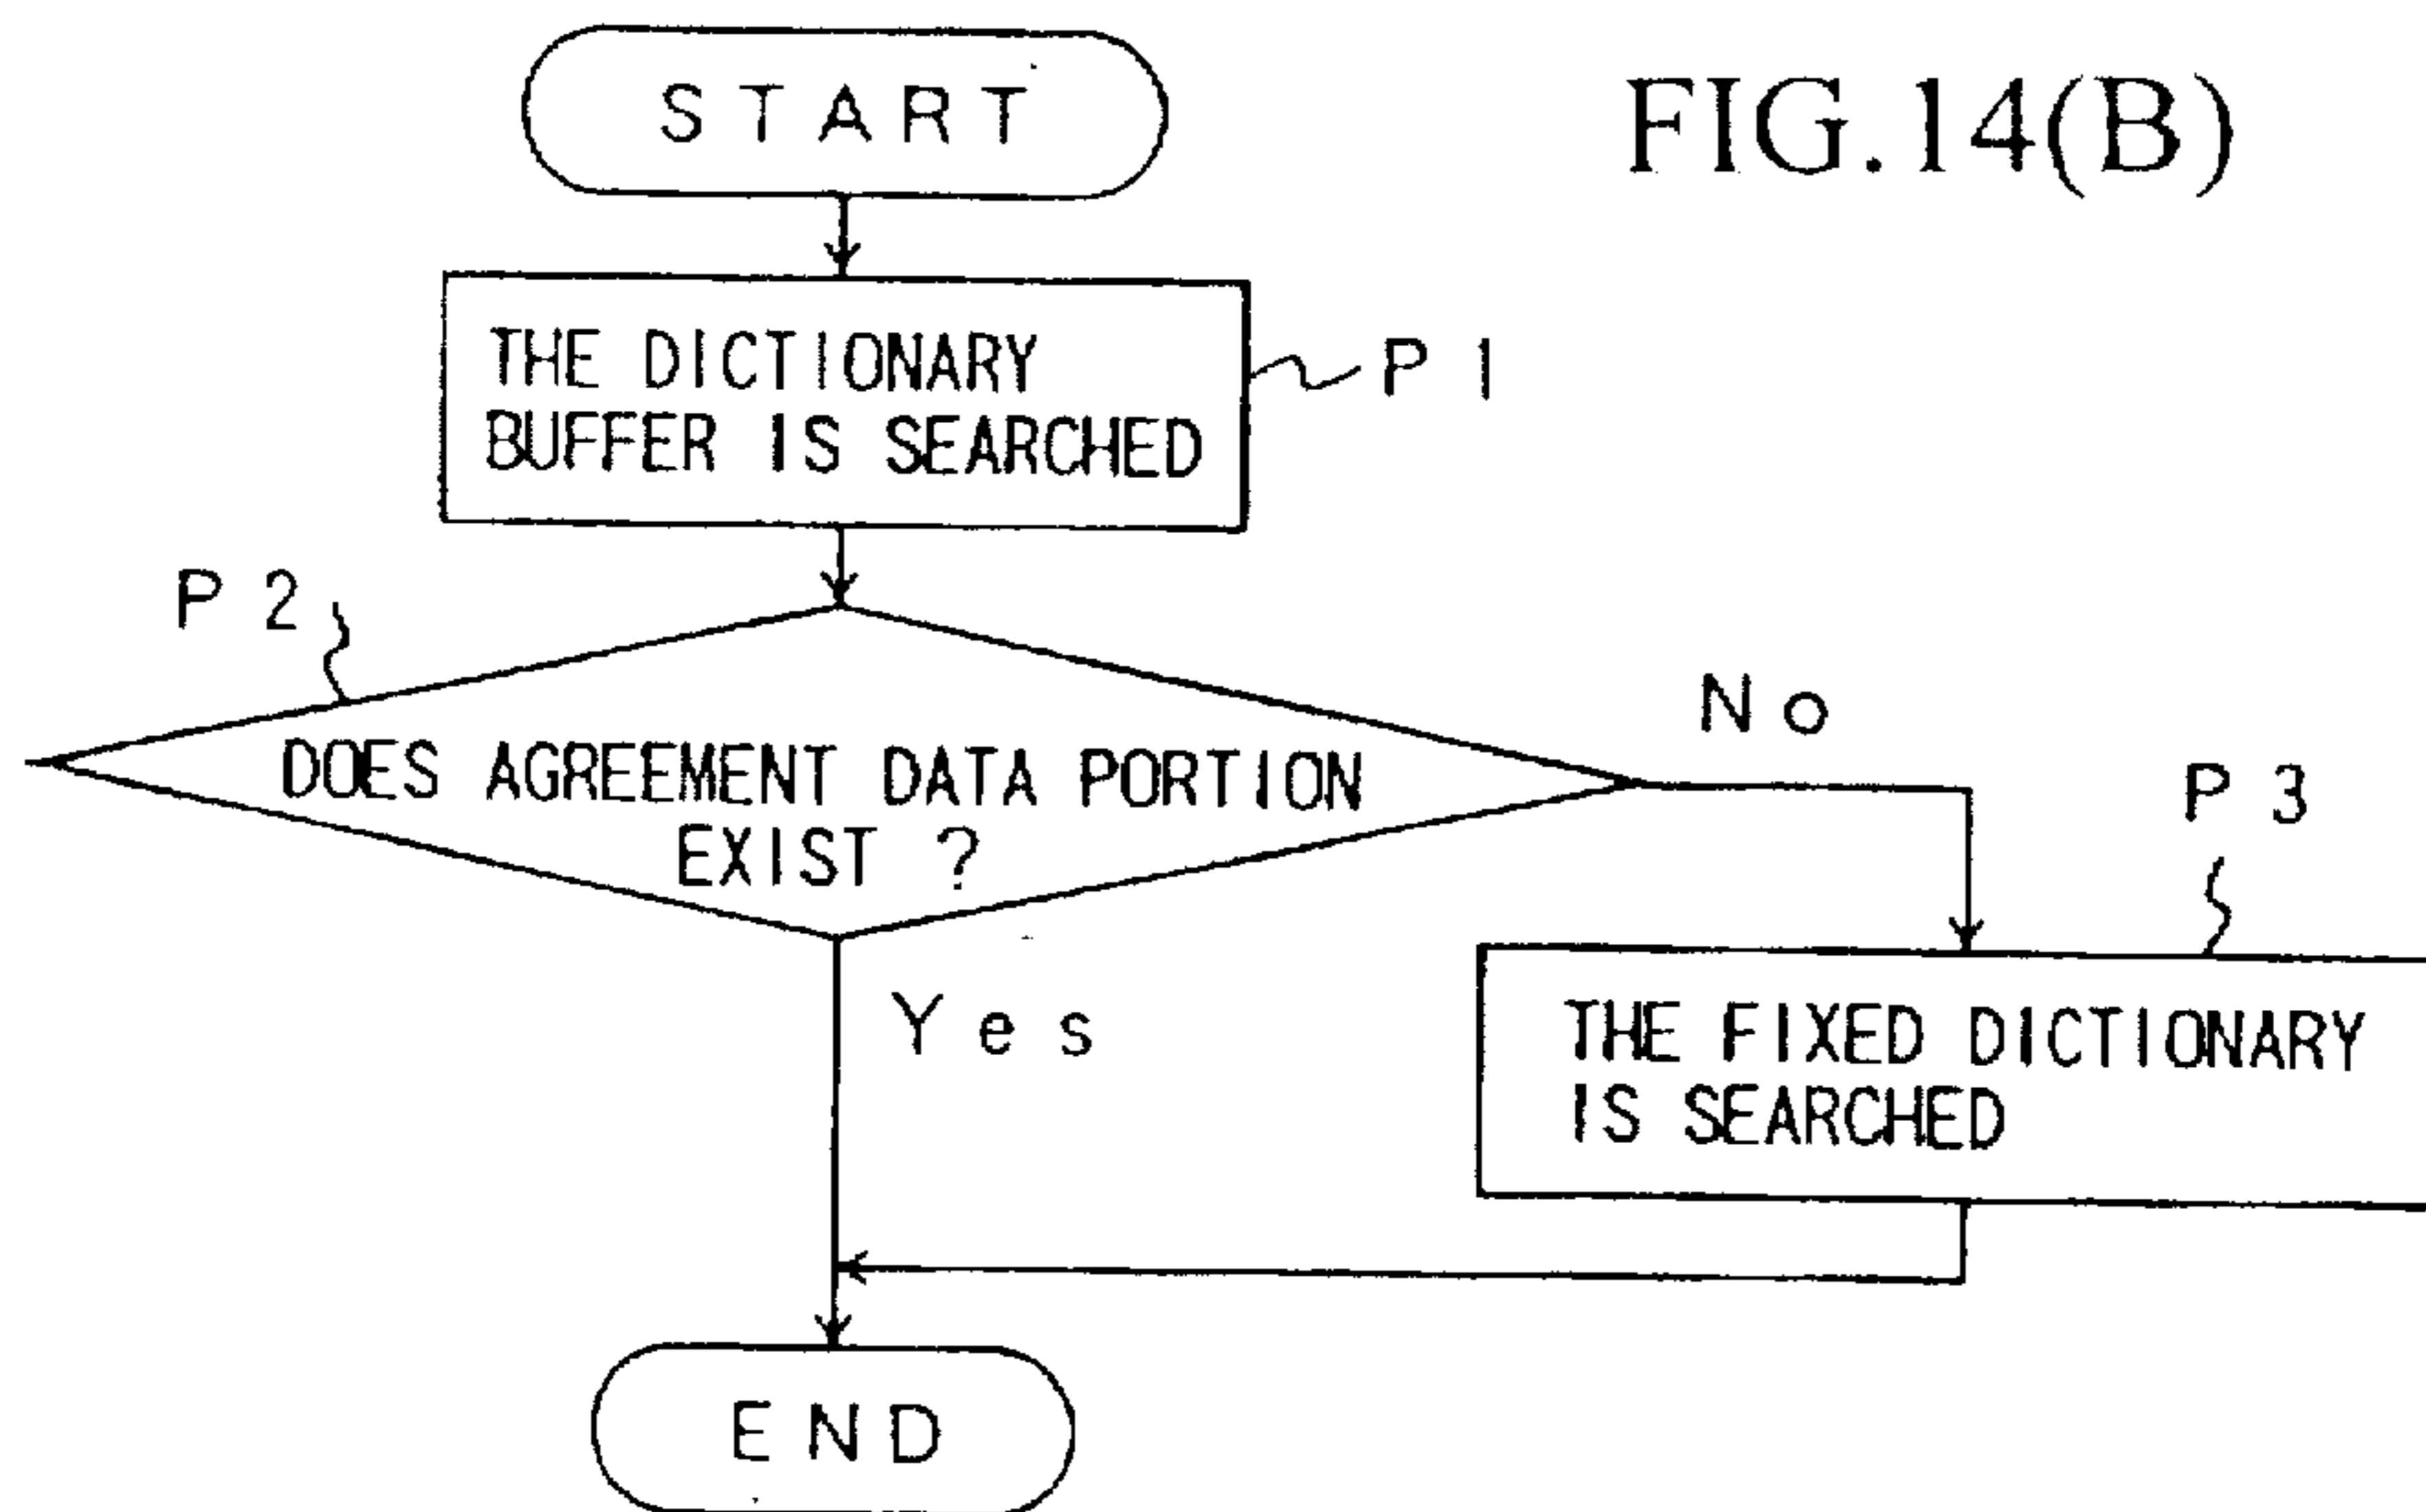 FIG.14(B)
START
THE DICTIONARY
BUFFER IS SEARCHED
P1
P2
DOES AGREEMENT DATA PORTION
EXIST ?
No
Yes
P3
THE FIXED DICTIONARY
IS SEARCHED
END